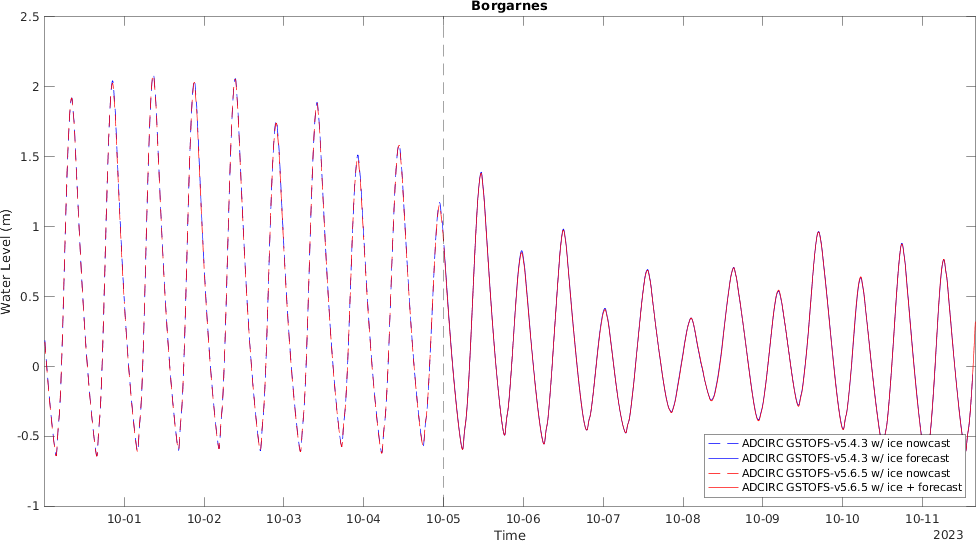 Borgarnes
2.5
2
1.5
1
0.5
0
-0.5
-1
Water Level (m)
ADCIRC GSTOFS-v5.4.3 w/ ice nowcast
ADCIRC GSTOFS-v5.4.3 w/ ice forecast
ADCIRC GSTOFS-v5.6.5 w/ ice nowcast
ADCIRC GSTOFS-v5.6.5 w/ ice + forecast
10-01 10-02 10-03 10-04 10-05 10-06 10-07 10-08 10-09 10-10 10-11
Time
2023